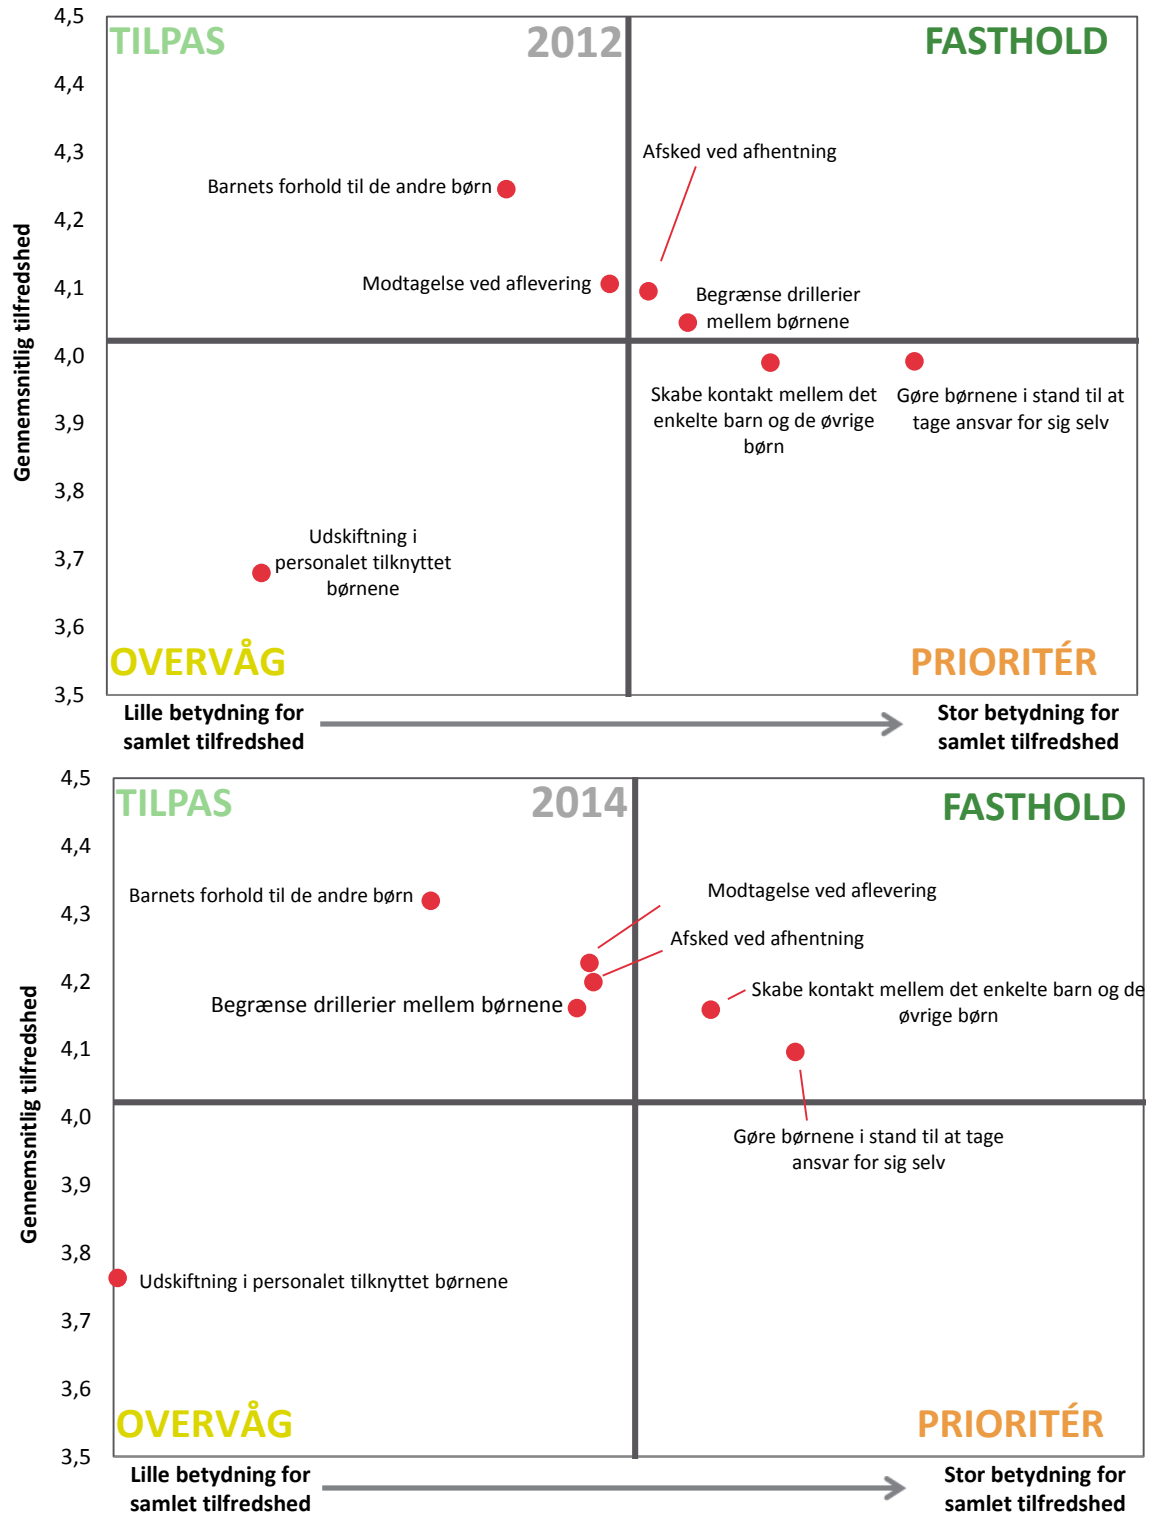 4,5
TILPAS
2012
FASTHOLD
4,4
4,3
Afsked ved afhentning
Barnets forhold til de andre børn
4,2
Modtagelse ved aflevering
4,1
Begrænse drillerier
mellem børnene
4,0
Skabe kontakt mellem det
enkelte barn og de øvrige
børn
Gøre børnene i stand til at
tage ansvar for sig selv
3,9
3,8
Udskiftning i
personalet tilknyttet
børnene
3,7
3,6
OVERVÅG
PRIORITÉR
3,5
Gennemsnitlig tilfredshed
Lille betydning for
samlet tilfredshed
Stor betydning for
samlet tilfredshed
4,5
TILPAS
2014
FASTHOLD
4,4
Barnets forhold til de andre børn
Modtagelse ved aflevering
4,3
Afsked ved afhentning
4,2
Begrænse drillerier mellem børnene
Skabe kontakt mellem det enkelte barn og de
øvrige børn
4,1
4,0
Gøre børnene i stand til at tage
ansvar for sig selv
3,9
3,8
Udskiftning i personalet tilknyttet børnene
3,7
3,6
OVERVÅG
PRIORITÉR
3,5
Gennemsnitlig tilfredshed
Lille betydning for
samlet tilfredshed
Stor betydning for
samlet tilfredshed